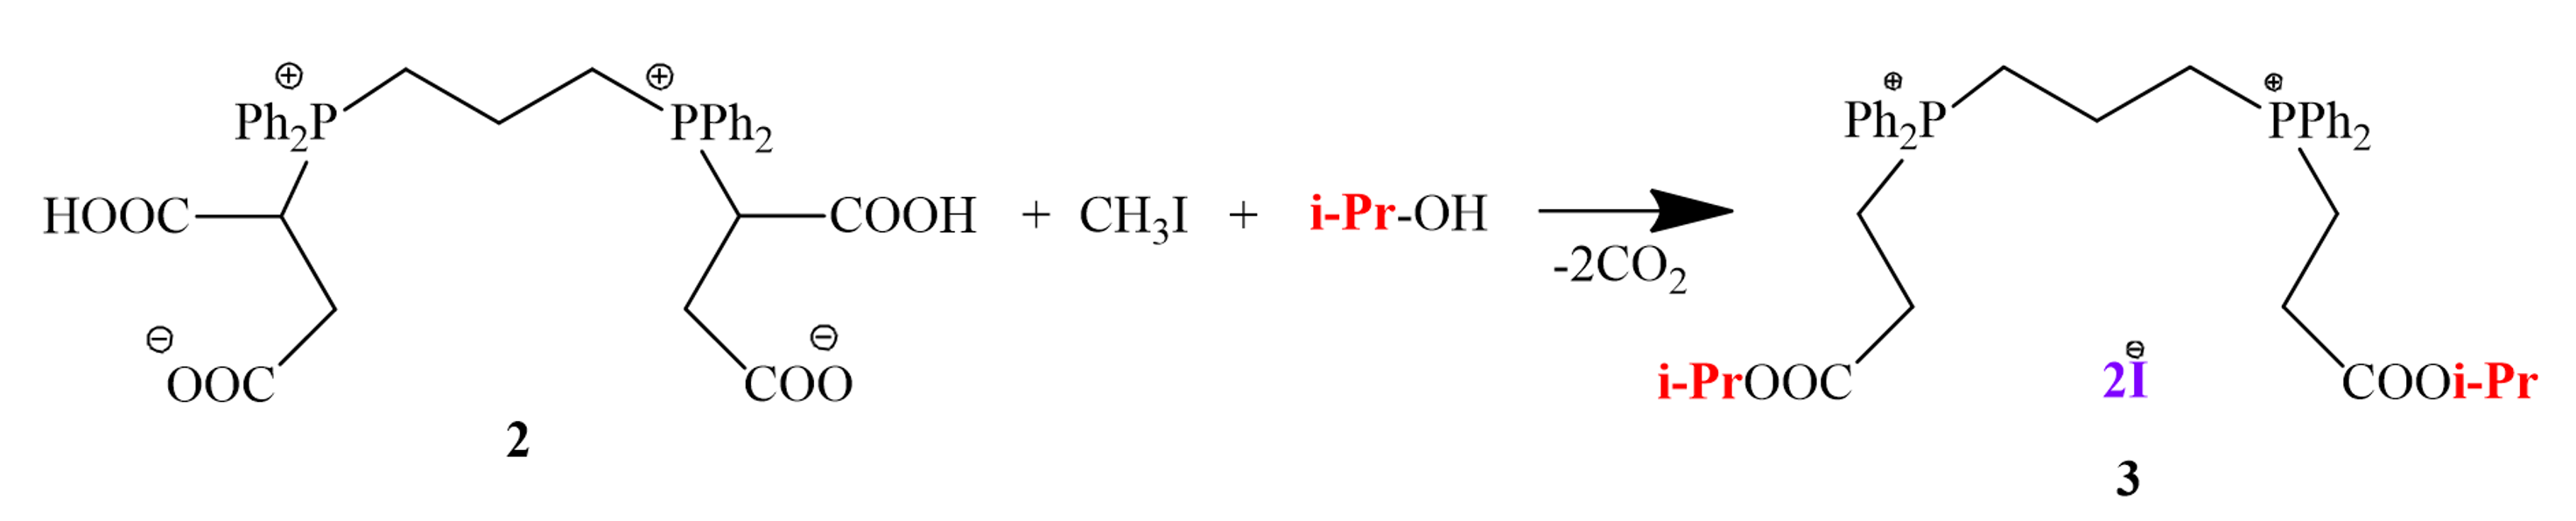 ⊕ ⊕ ⊕ ⊕
Ph₂P PPh₂ Ph₂P PPh₂
HOOC COOH + CH₃I + i-Pr-OH
-2CO₂
⊖ ⊖ ⊖
OOC COO i-PrOOC 2I COOi-Pr
2 3